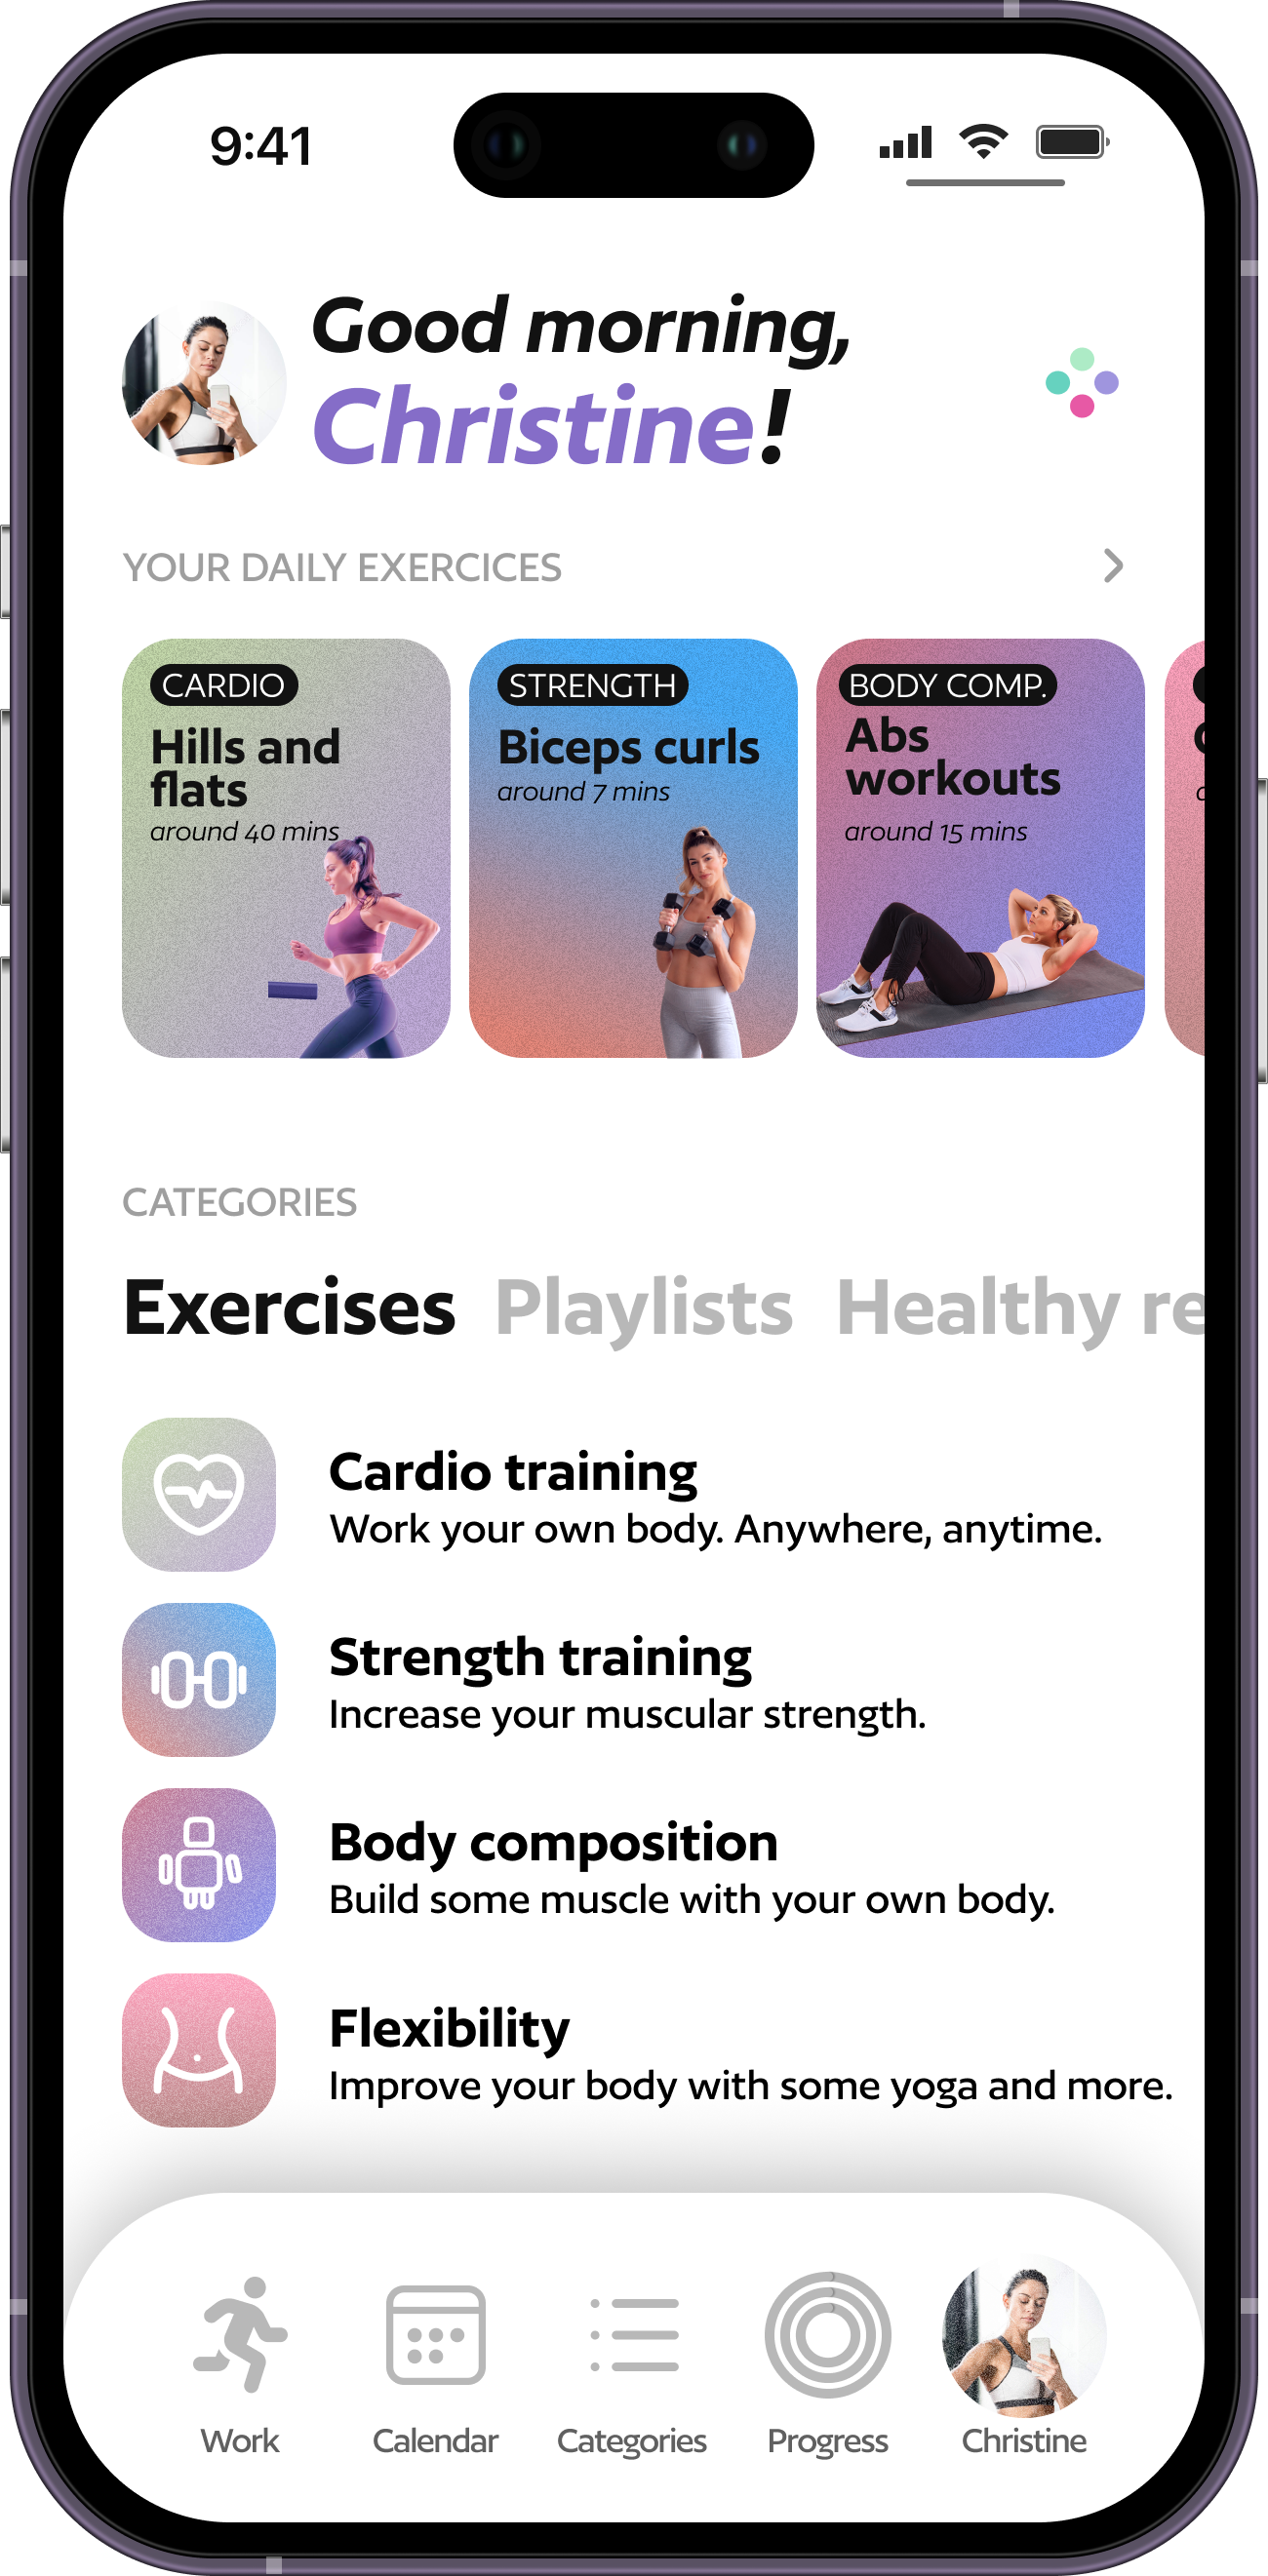 9:41
Good morning,
Christine!
YOUR DAILY EXERCICES
CARDIO
Hills and
flats
around 40 mins
STRENGTH
Biceps curls
around 7 mins
BODY COMP.
Abs
workouts
around 15 mins
CATEGORIES
Exercises Playlists Healthy re
Cardio training
Work your own body. Anywhere, anytime.
Strength training
Increase your muscular strength.
Body composition
Build some muscle with your own body.
Flexibility
Improve your body with some yoga and more.
Work Calendar Categories Progress Christine